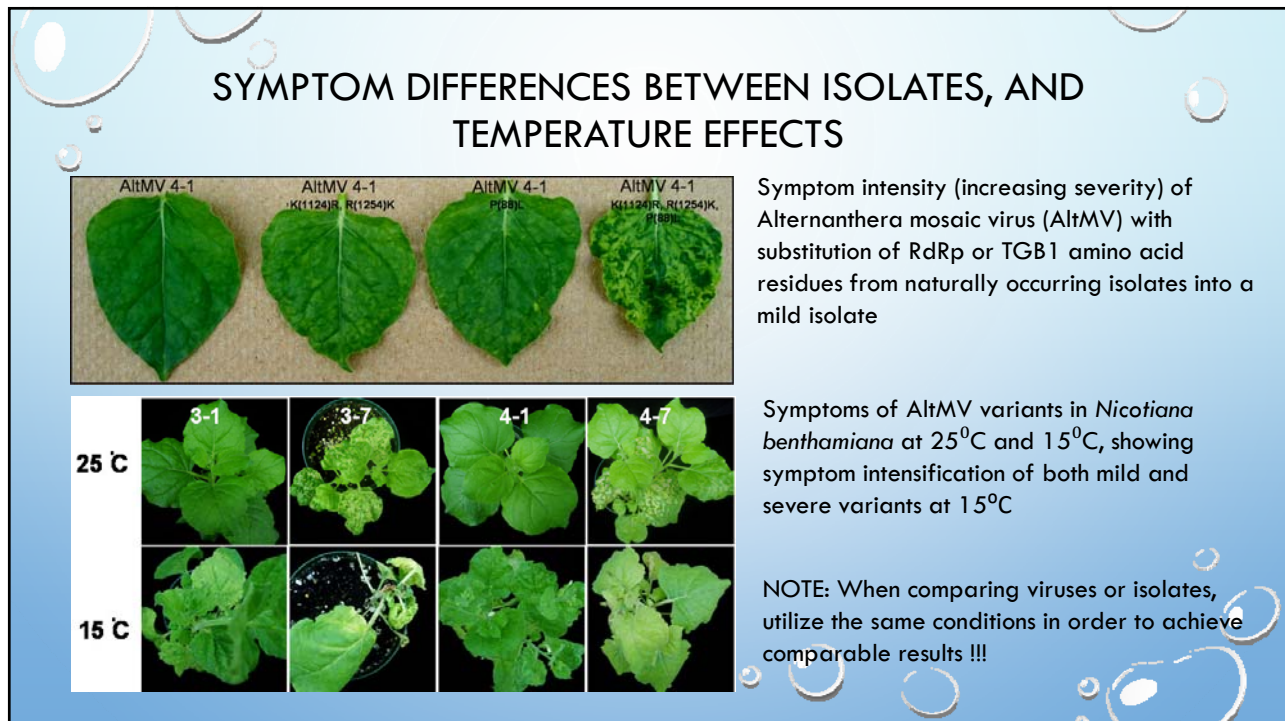 SYMPTOM DIFFERENCES BETWEEN ISOLATES, AND
TEMPERATURE EFFECTS
AltMV 4-1
AltMV 4-1
K(1124)R, R(1254)K
AltMV 4-1
P(88)L
AltMV 4-1
K(1124)R, R(1254)K,
P(88)L
Symptom intensity (increasing severity) of
Alternanthera mosaic virus (AltMV) with
substitution of RdRp or TGB1 amino acid
residues from naturally occurring isolates into a
mild isolate
3-1
3-7
4-1
4-7
25 °C
15 °C
Symptoms of AltMV variants in Nicotiana
benthamiana at 25⁰C and 15⁰C, showing
symptom intensification of both mild and
severe variants at 15⁰C
NOTE: When comparing viruses or isolates,
utilize the same conditions in order to achieve
comparable results !!!